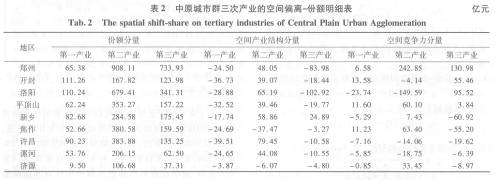 表 2 中原城市群三次产业的空间偏离-份额明细表 亿元
Tab. 2 The spatial shift-share on tertiary industries of Central Plain Urban Agglomeration
地区 份额分量 空间产业结构分量 空间竞争力分量
第一产业 第二产业 第三产业 第一产业 第二产业 第三产业 第一产业 第二产业 第三产业
郑州 65.38 908.11 733.93 -24.50 48.05 -83.98 6.58 242.85 130.98
开封 111.26 167.82 123.98 -36.73 39.07 -18.44 13.58 -4.14 55.46
洛阳 110.24 679.41 341.31 -28.88 65.19 -102.92 -23.74 -149.59 95.52
平顶山 62.24 353.27 157.22 -32.52 39.46 -19.77 11.60 60.10 3.84
新乡 82.68 284.58 175.45 -17.74 58.86 24.89 -5.29 7.43 -60.92
焦作 52.66 380.58 159.59 -24.69 -37.47 -3.27 11.23 63.40 -55.20
许昌 90.23 383.88 135.25 -39.51 79.45 -10.58 -7.16 -14.06 -19.62
漯河 53.76 206.15 62.50 -24.65 44.08 -10.55 -5.85 -18.75 -6.39
济源 9.50 106.68 37.31 -3.87 -6.07 -4.80 -0.85 33.45 -8.97